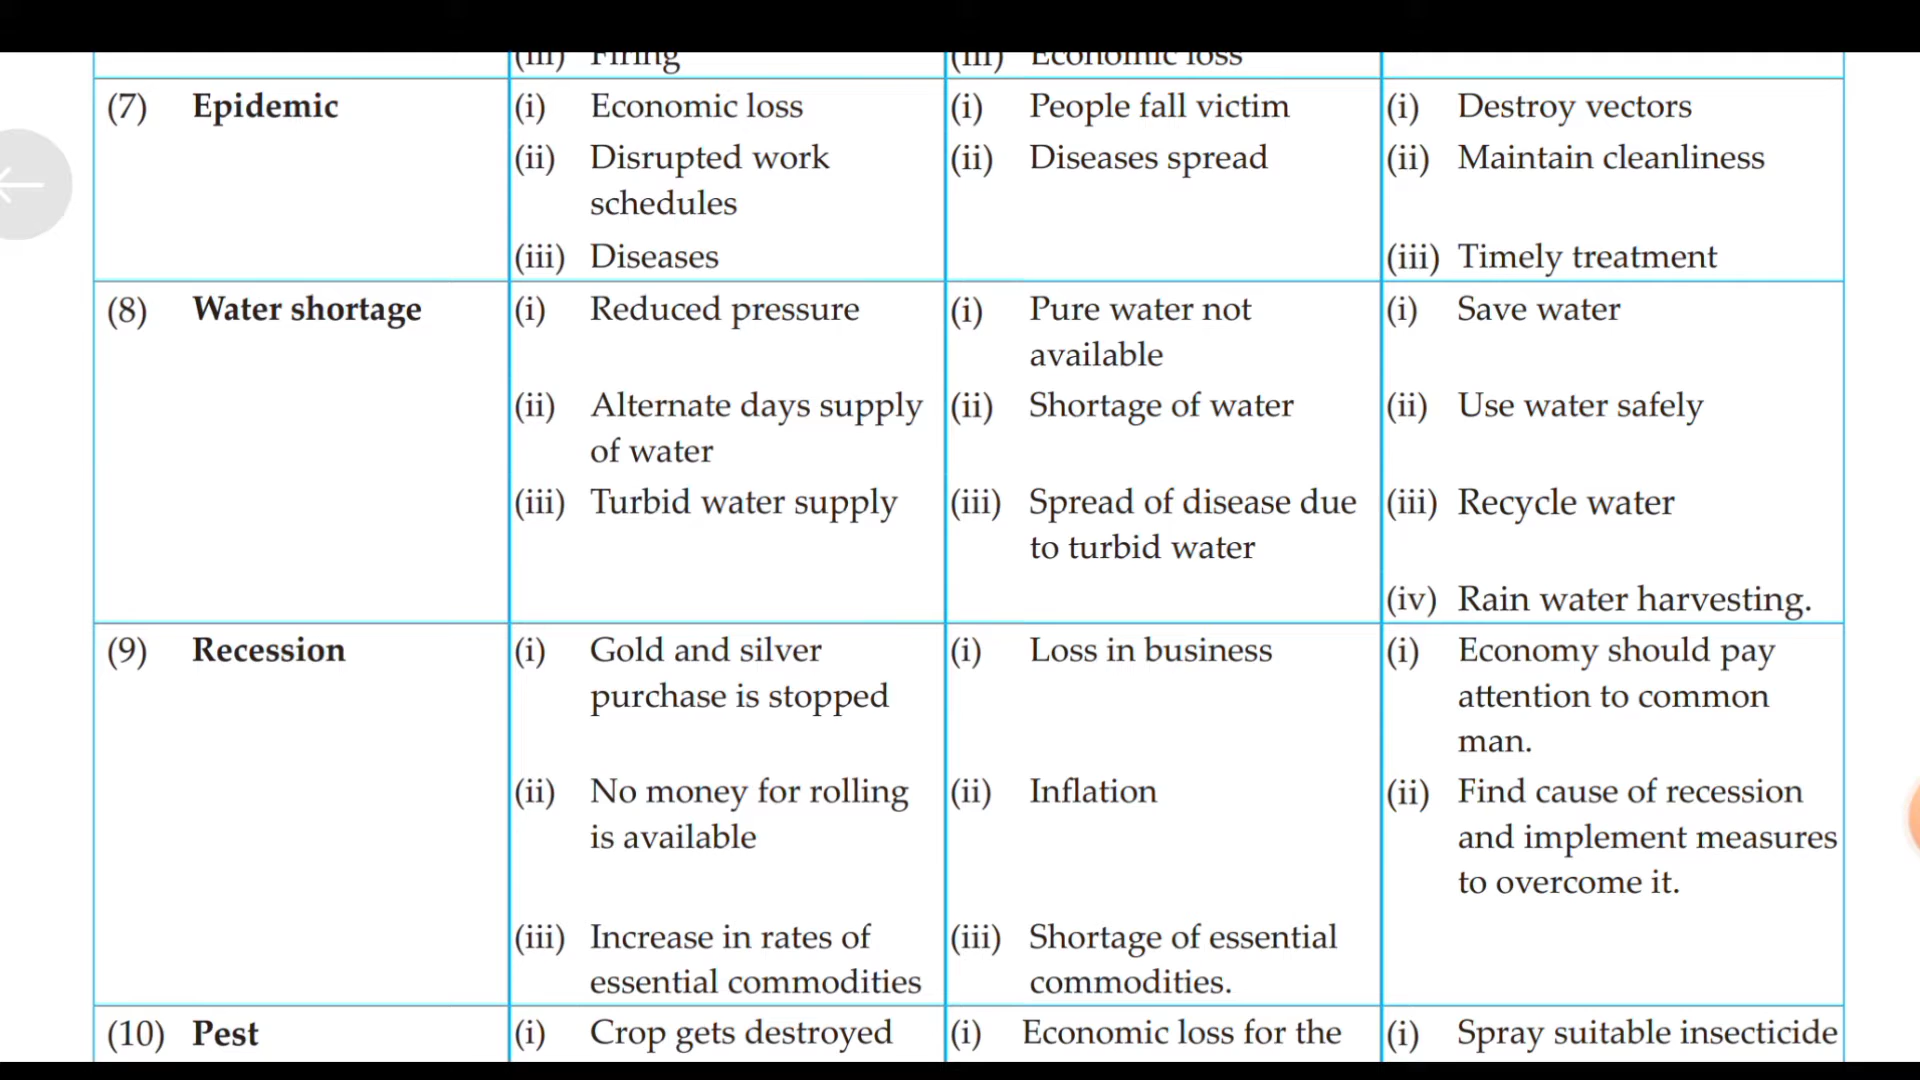 (iii) Firing (iii) Economic loss
(7) Epidemic (i) Economic loss (i) People fall victim (i) Destroy vectors
(ii) Disrupted work (ii) Diseases spread (ii) Maintain cleanliness
schedules
(iii) Diseases (iii) Timely treatment
(8) Water shortage (i) Reduced pressure (i) Pure water not (i) Save water
available
(ii) Alternate days supply (ii) Shortage of water (ii) Use water safely
of water
(iii) Turbid water supply (iii) Spread of disease due (iii) Recycle water
to turbid water
(iv) Rain water harvesting.
(9) Recession (i) Gold and silver (i) Loss in business (i) Economy should pay
purchase is stopped attention to common
man.
(ii) No money for rolling (ii) Inflation (ii) Find cause of recession
is available and implement measures
to overcome it.
(iii) Increase in rates of (iii) Shortage of essential
essential commodities commodities.
(10) Pest (i) Crop gets destroyed (i) Economic loss for the (i) Spray suitable insecticide